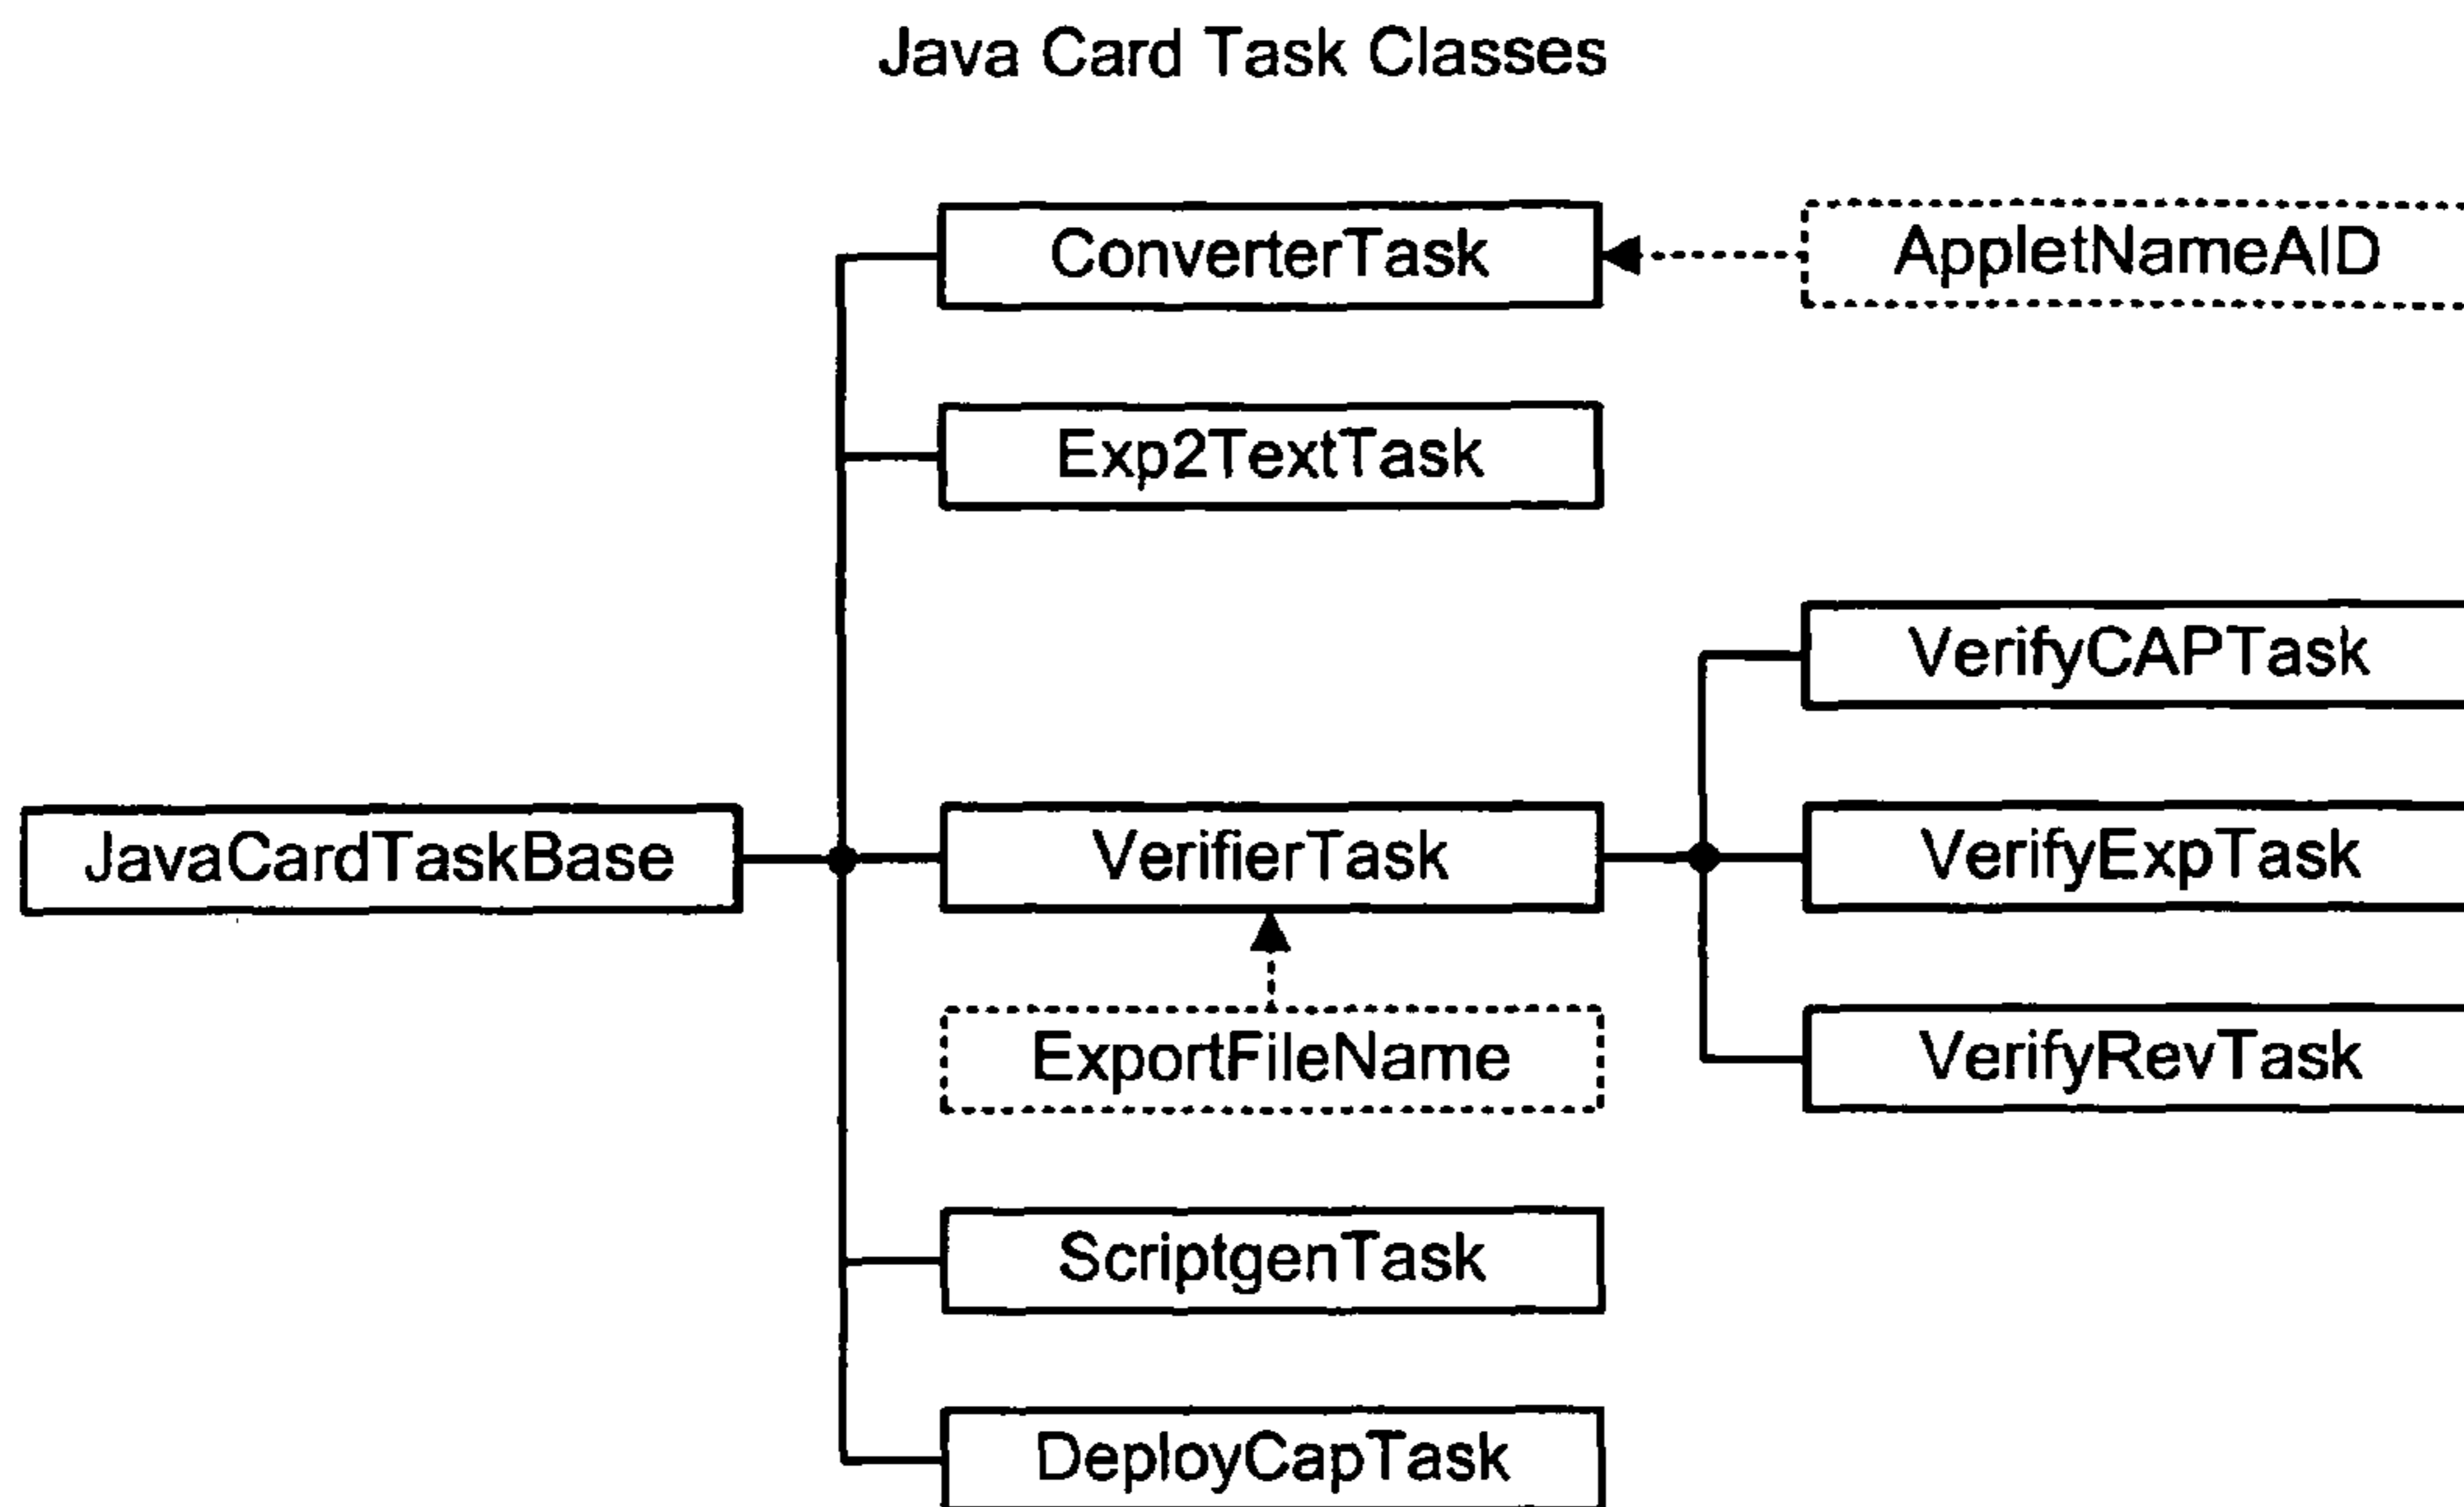 Java Card Task Classes
ConverterTask
AppletNameAID
Exp2TextTask
VerifyCAPTask
JavaCardTaskBase
VerifierTask
VerifyExpTask
ExportFileName
VerifyRevTask
ScriptgenTask
DeployCapTask